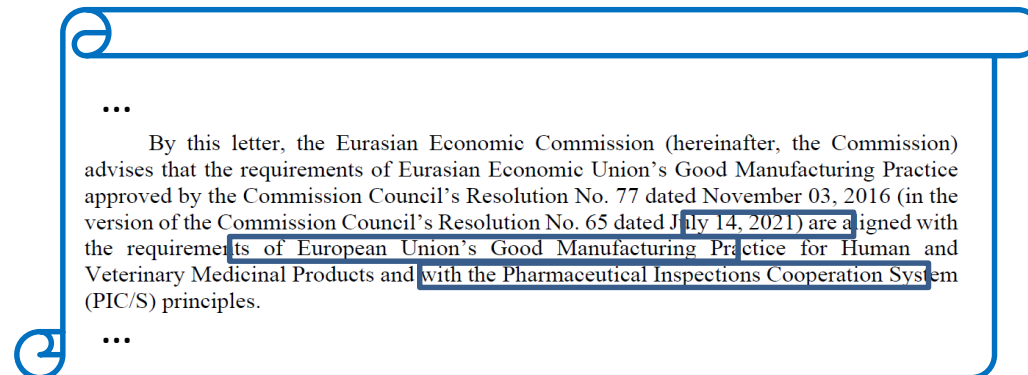 ...
By this letter, the Eurasian Economic Commission (hereinafter, the Commission)
advises that the requirements of Eurasian Economic Union's Good Manufacturing Practice
approved by the Commission Council's Resolution No. 77 dated November 03, 2016 (in the
version of the Commission Council's Resolution No. 65 dated July 14, 2021) are aligned with
the requirements of European Union's Good Manufacturing Practice for Human and
Veterinary Medicinal Products and with the Pharmaceutical Inspections Cooperation System
(PIC/S) principles.
...